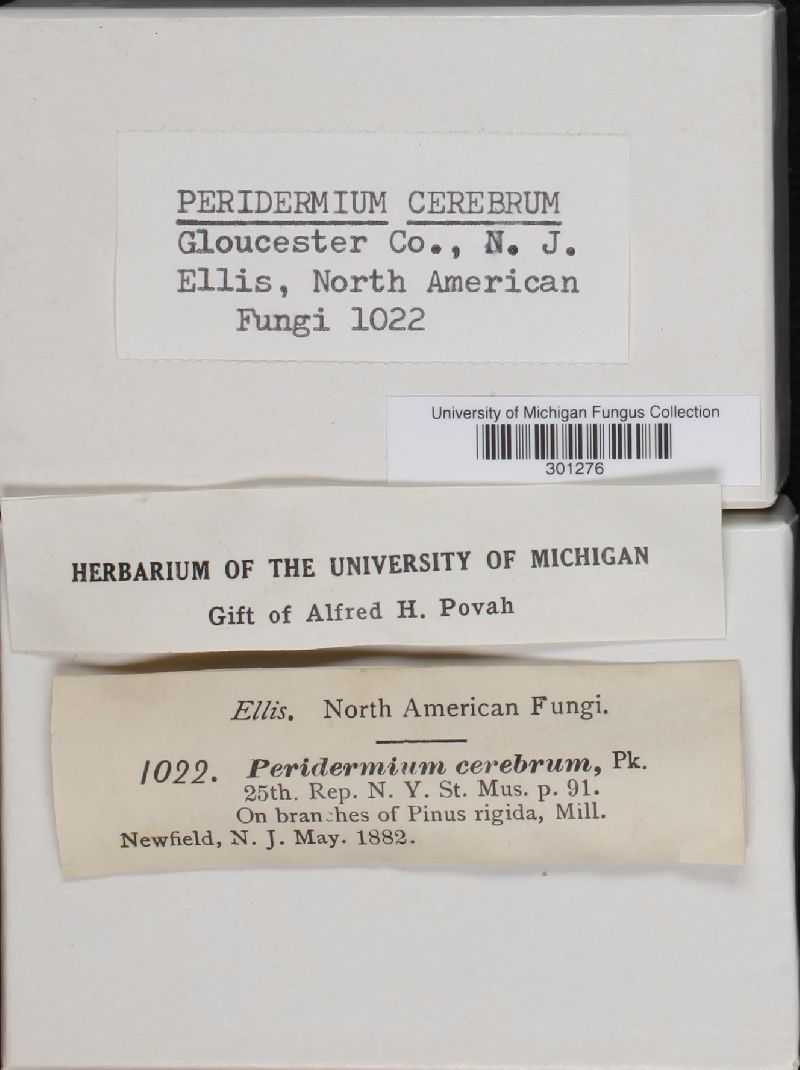 PERIDERMIUM CEREBRUM
Gloucester Co., N. J.
Ellis, North American
Fungi 1022
University of Michigan Fungus Collection
301276
HERBARIUM OF THE UNIVERSITY OF MICHIGAN
Gift of Alfred H. Povah
Ellis. North American Fungi.
1022. Peridermium cerebrum, Pk.
25th. Rep. N. Y. St. Mus. p. 91.
On branches of Pinus rigida, Mill.
Newfield, N. J. May. 1882.